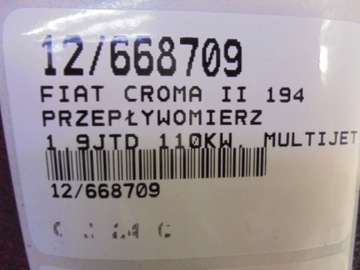 12/668709
FIAT CROMA II 194
PRZEPŁYWOMIERZ
1.9JTD 110KW. MULTIJET
12/668709